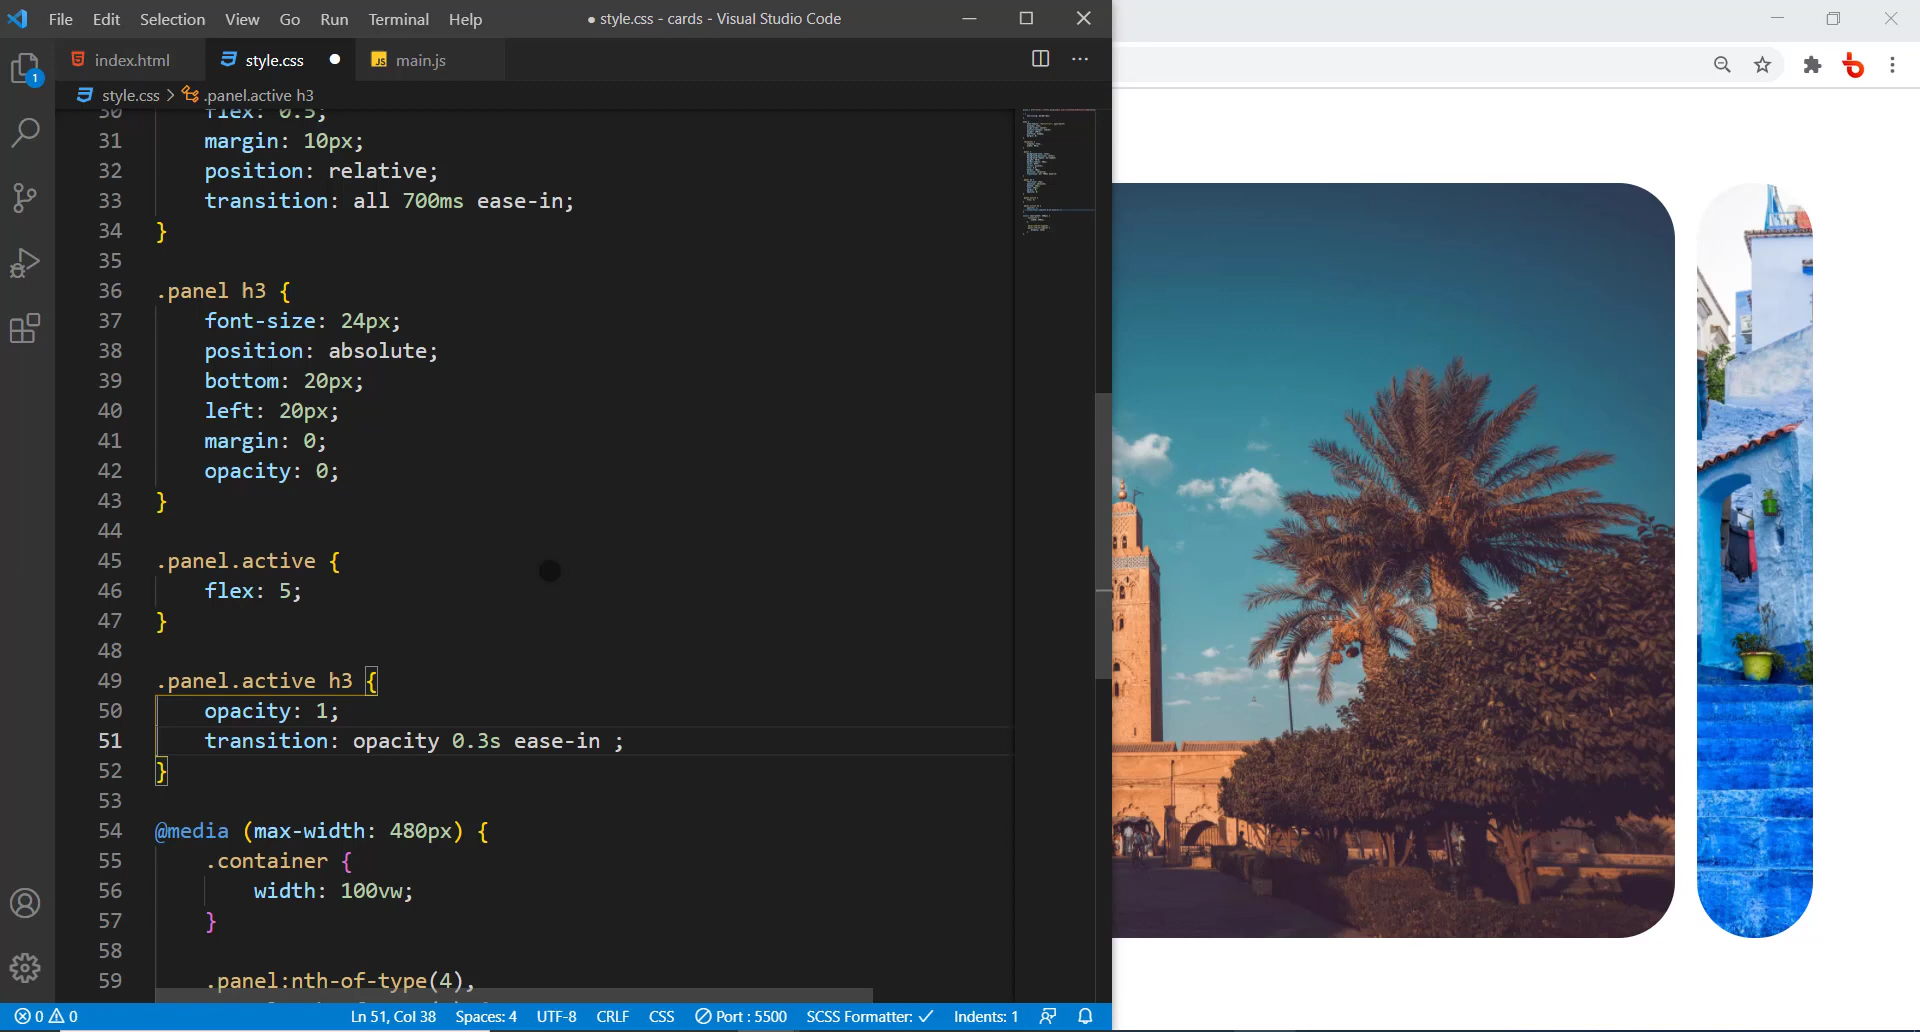 File Edit Selection View Go Run Terminal Help ● style.css - cards - Visual Studio Code
index.html style.css ● JS main.js
style.css > .panel.active h3
1
30 flex: 0.5;
31 margin: 10px;
32 position: relative;
33 transition: all 700ms ease-in;
34 }
35
36 .panel h3 {
37 font-size: 24px;
38 position: absolute;
39 bottom: 20px;
40 left: 20px;
41 margin: 0;
42 opacity: 0;
43 }
44
45 .panel.active {
46 flex: 5;
47 }
48
49 .panel.active h3 {
50 opacity: 1;
51 transition: opacity 0.3s ease-in ;
52 }
53
54 @media (max-width: 480px) {
55 .container {
56 width: 100vw;
57 }
58
59 .panel:nth-of-type(4),
0 0 Ln 51, Col 38 Spaces: 4 UTF-8 CRLF CSS Port : 5500 SCSS Formatter: ✓ Indents: 1